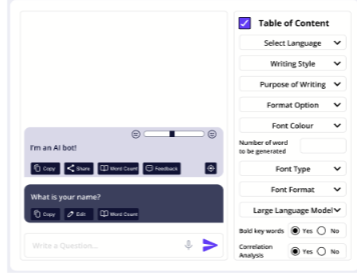 I'm an AI bot!
Copy Share Word Count Feedback
What is your name?
Copy Edit Word Count
Write a Question...
Table of Content
Select Language
Writing Style
Purpose of Writing
Format Option
Font Colour
Number of word
to be generated
Font Type
Font Format
Large Language Model
Bold key words Yes No
Correlation
Analysis Yes No